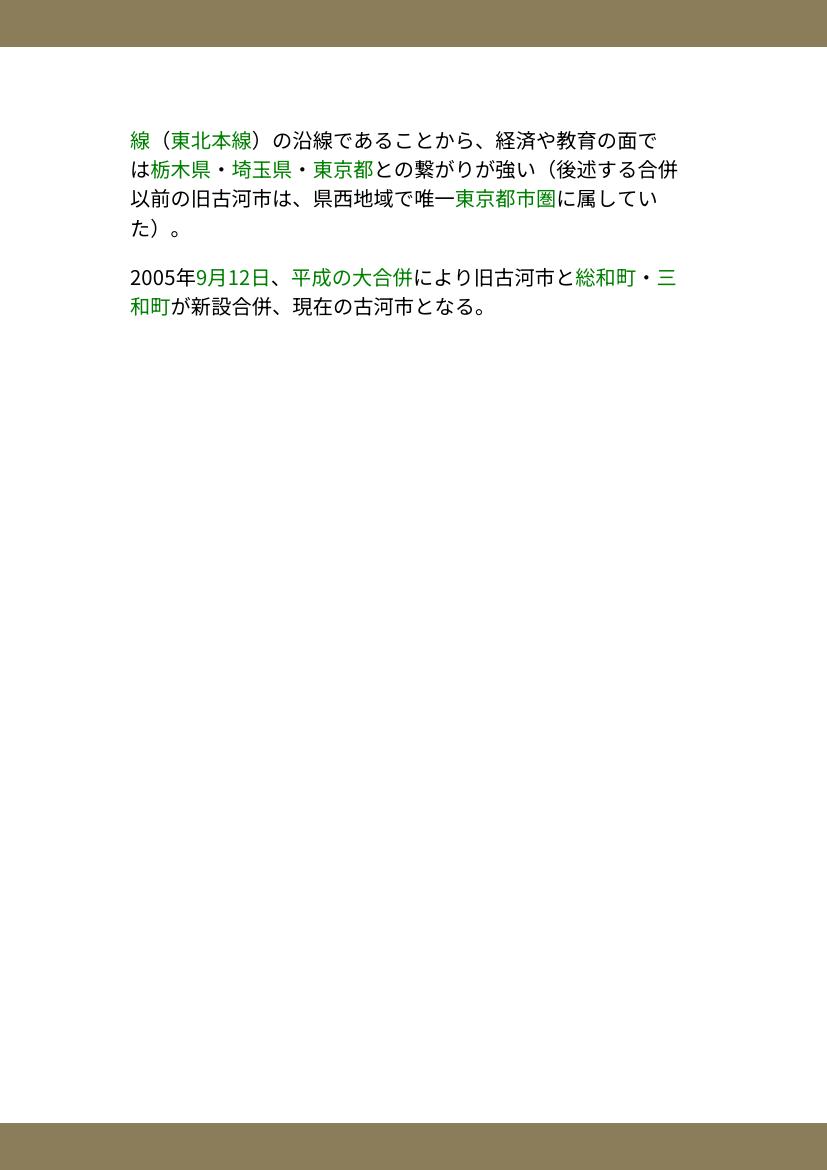 線（東北本線）の沿線であることから、経済や教育の面で
は栃木県・埼玉県・東京都との繋がりが強い（後述する合併
以前の旧古河市は、県西地域で唯一東京都市圏に属してい
た）。
2005年9月12日、平成の大合併により旧古河市と総和町・三
和町が新設合併、現在の古河市となる。